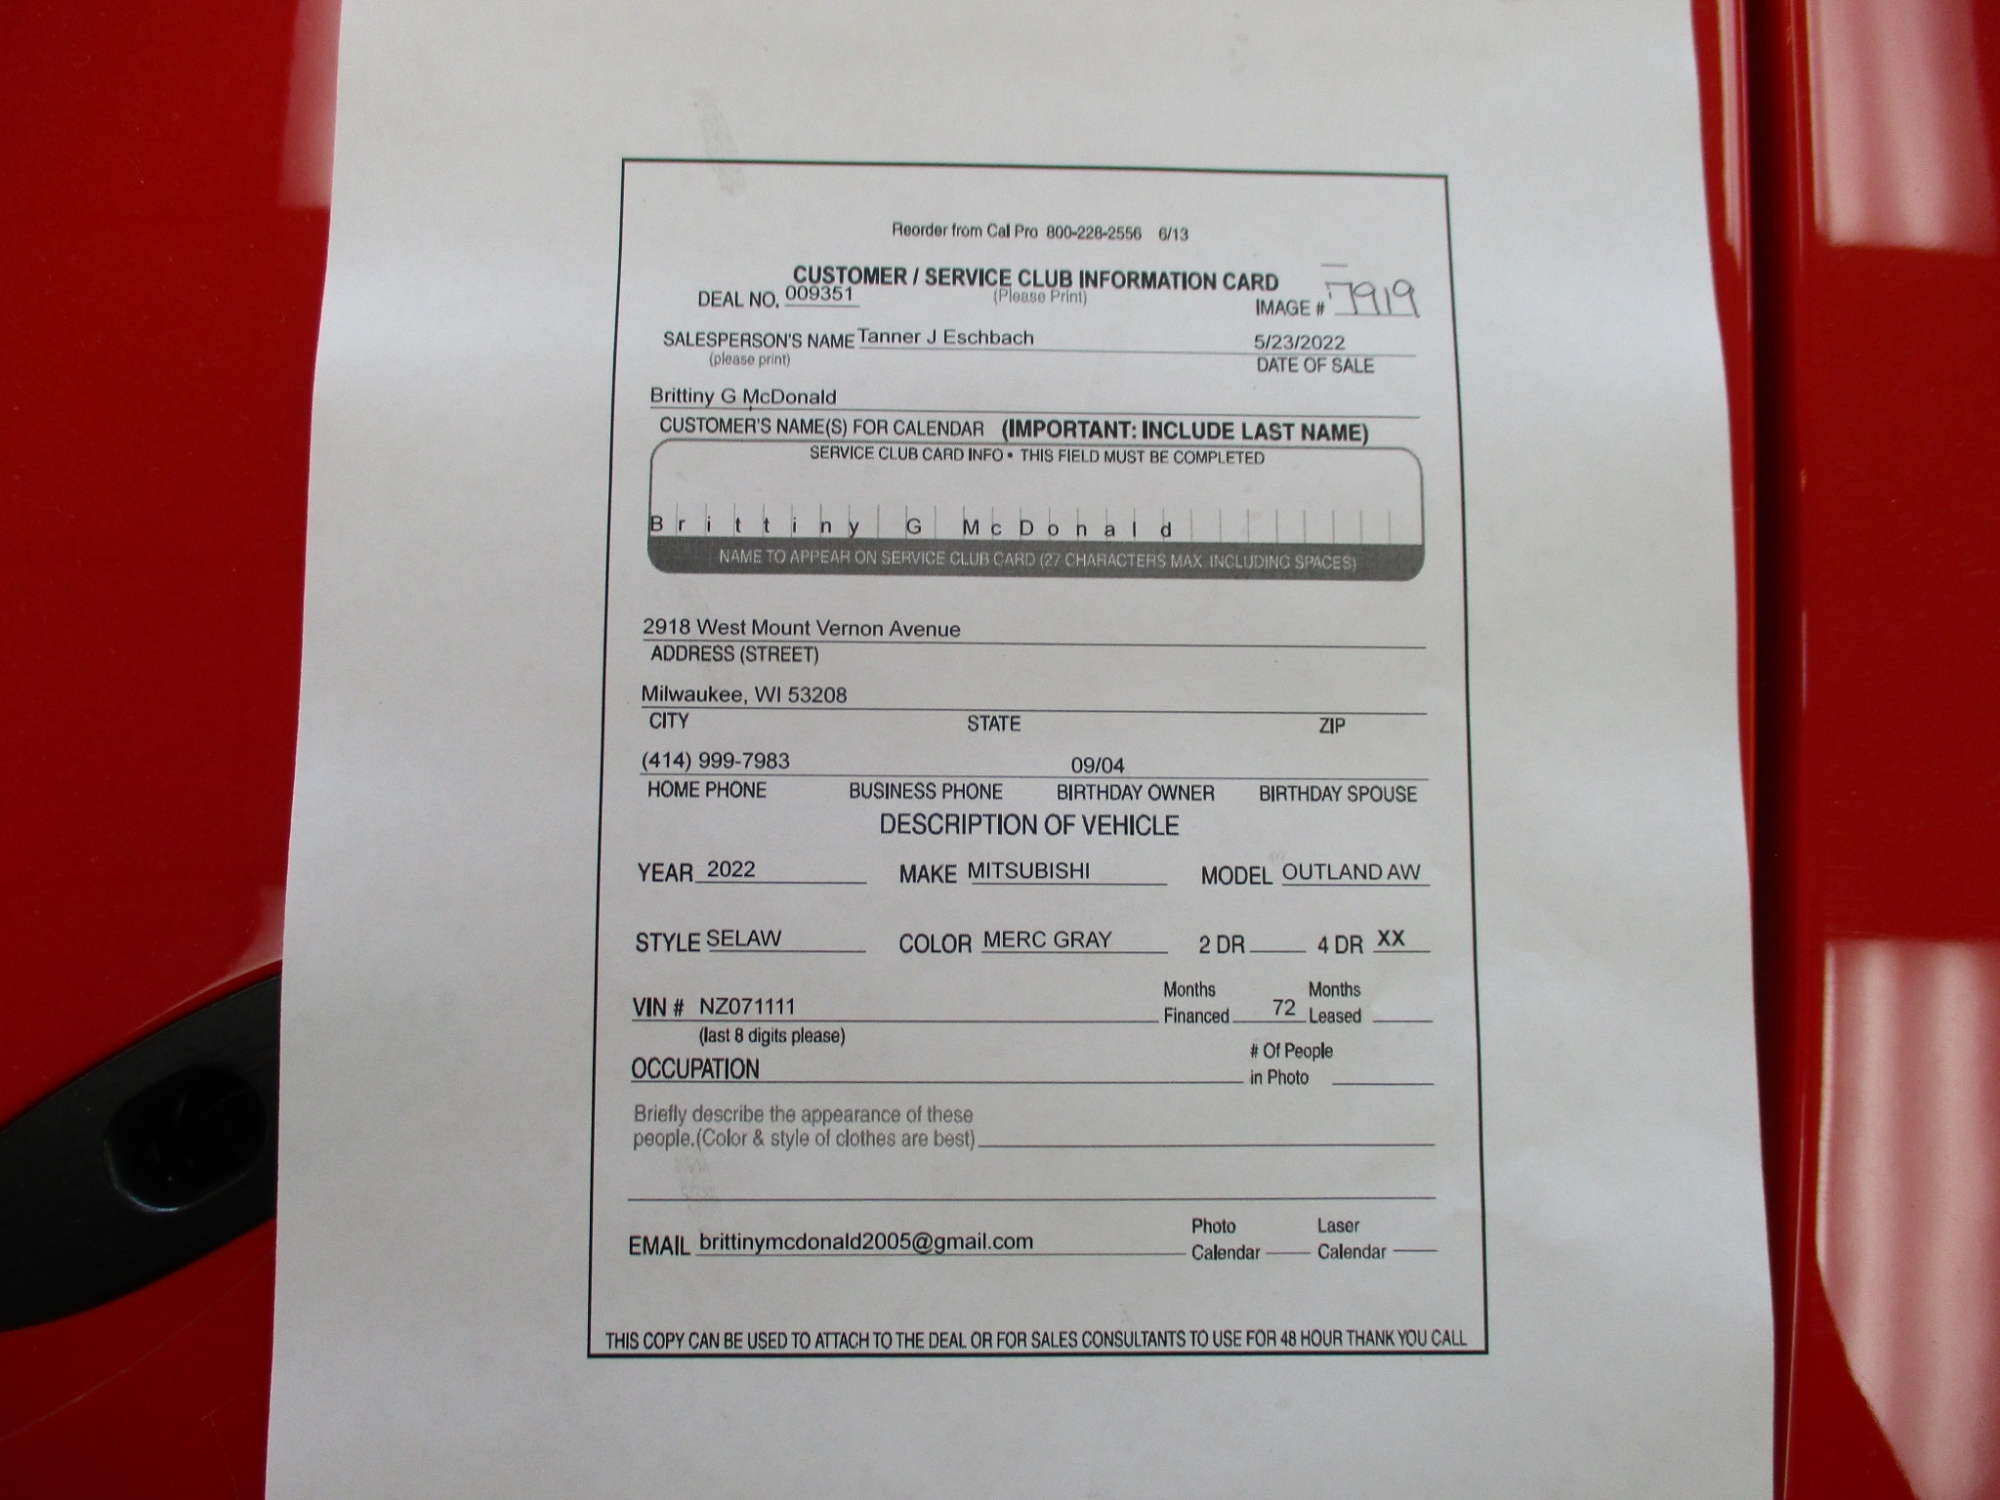 Reorder from Cal Pro 800-228-2556 6/13
CUSTOMER / SERVICE CLUB INFORMATION CARD
DEAL NO. 009351 (Please Print) IMAGE # 7919
SALESPERSON'S NAME Tanner J Eschbach 5/23/2022
(please print) DATE OF SALE
Brittiny G McDonald
CUSTOMER'S NAME(S) FOR CALENDAR (IMPORTANT: INCLUDE LAST NAME)
SERVICE CLUB CARD INFO • THIS FIELD MUST BE COMPLETED
Brittiny G McDonald
NAME TO APPEAR ON SERVICE CLUB CARD (27 CHARACTERS MAX. INCLUDING SPACES)
2918 West Mount Vernon Avenue
ADDRESS (STREET)
Milwaukee, WI 53208
CITY STATE ZIP
(414) 999-7983 09/04
HOME PHONE BUSINESS PHONE BIRTHDAY OWNER BIRTHDAY SPOUSE
DESCRIPTION OF VEHICLE
YEAR 2022 MAKE MITSUBISHI MODEL OUTLAND AW
STYLE SELAW COLOR MERC GRAY 2 DR 4 DR XX
Months Months
VIN # NZ071111 Financed 72 Leased
(last 8 digits please)
# Of People
OCCUPATION in Photo
Briefly describe the appearance of these
people.(Color & style of clothes are best)
Photo Laser
EMAIL brittinymcdonald2005@gmail.com Calendar Calendar
THIS COPY CAN BE USED TO ATTACH TO THE DEAL OR FOR SALES CONSULTANTS TO USE FOR 48 HOUR THANK YOU CALL